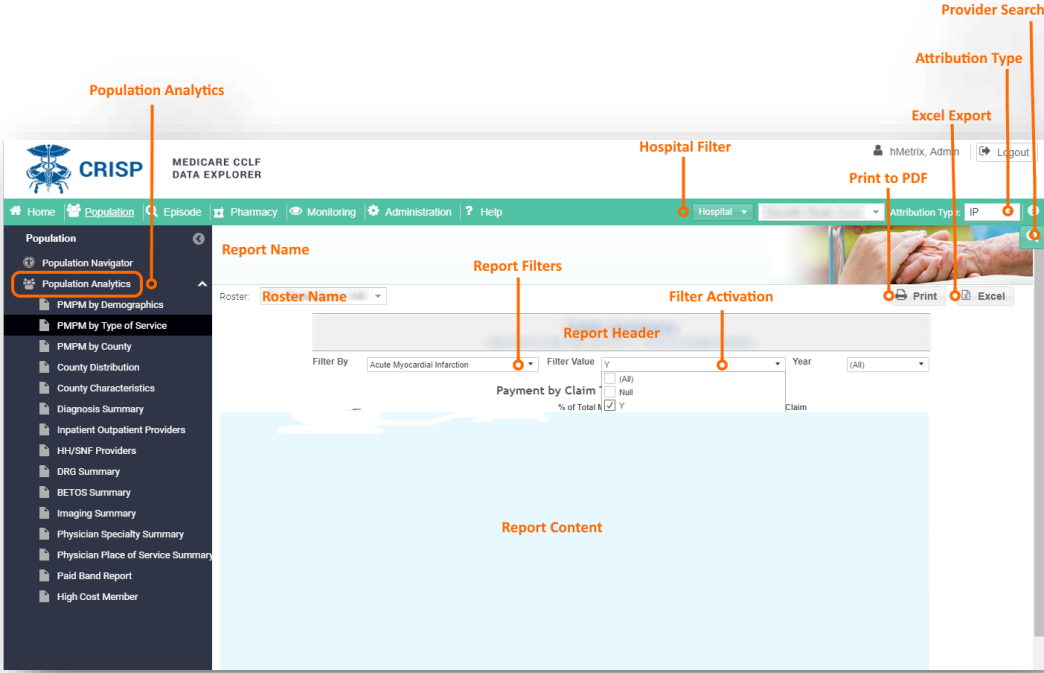 Provider Search
Attribution Type
Population Analytics
Excel Export
Hospital Filter
hMetrix, Admin
Logout
CRISP
MEDICARE CCLF
DATA EXPLORER
Print to PDF
Home Population Episode Pharmacy Monitoring Administration ? Help
Hospital
Attribution Type: IP
Population
Report Name
Population Navigator
Report Filters
Population Analytics
Roster: Roster Name
Filter Activation
Print Excel
PMPM by Demographics
PMPM by Type of Service
Report Header
PMPM by County
Filter By Acute Myocardial Infarction Filter Value Y Year (All)
County Distribution
(All)
County Characteristics
Payment by Claim
Null
% of Total
Y
Claim
Diagnosis Summary
Inpatient Outpatient Providers
HH/SNF Providers
DRG Summary
BETOS Summary
Imaging Summary
Report Content
Physician Specialty Summary
Physician Place of Service Summary
Paid Band Report
High Cost Member